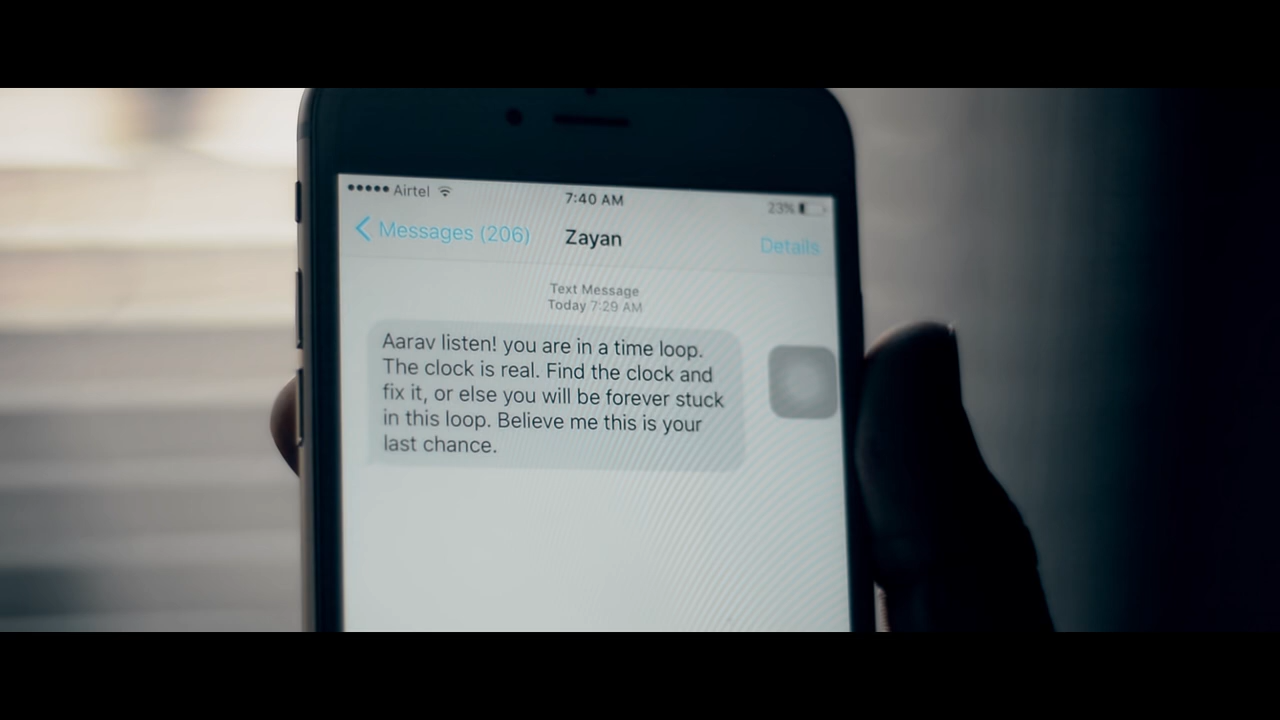 Airtel 7:40 AM 23%
Messages (206) Zayan Details
Text Message
Today 7:29 AM
Aarav listen! you are in a time loop.
The clock is real. Find the clock and
fix it, or else you will be forever stuck
in this loop. Believe me this is your
last chance.